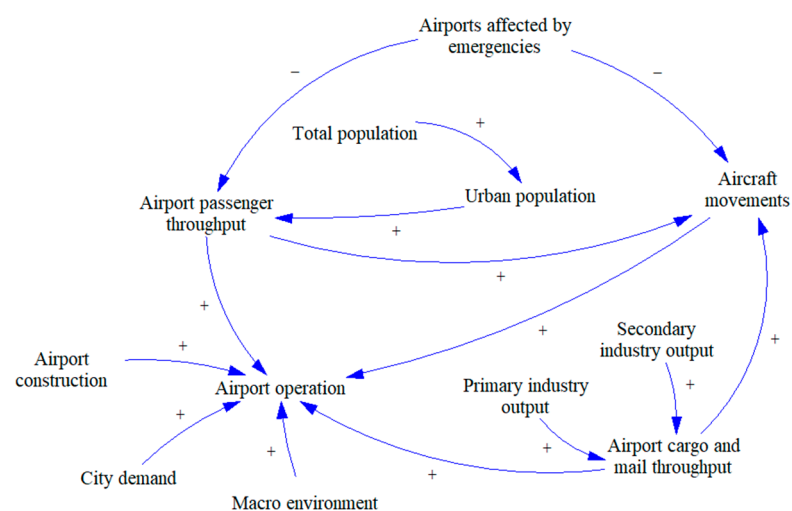 Airports affected by
emergencies
−
−
Total population
+
Aircraft
movements
Airport passenger
throughput
Urban population
+
+
+
Secondary
industry output
+
+
+
Airport
construction
Airport operation
Primary industry
output
+
+
Airport cargo and
mail throughput
+
+
+
City demand
Macro environment